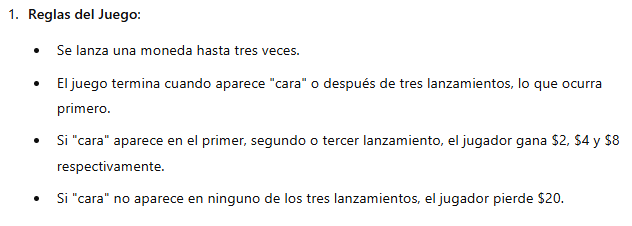 1. Reglas del Juego:
• Se lanza una moneda hasta tres veces.
• El juego termina cuando aparece "cara" o después de tres lanzamientos, lo que ocurra
primero.
• Si "cara" aparece en el primer, segundo o tercer lanzamiento, el jugador gana $2, $4 y $8
respectivamente.
• Si "cara" no aparece en ninguno de los tres lanzamientos, el jugador pierde $20.